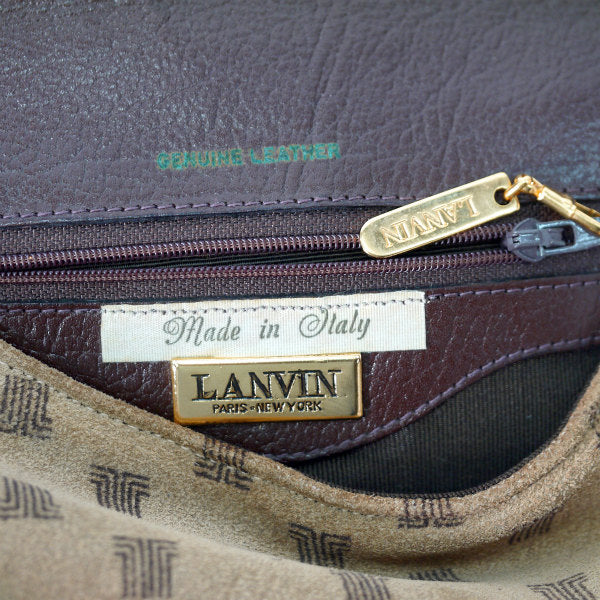 GENUINE LEATHER
LANVIN
Made in Italy
LANVIN
PARIS • NEW YORK